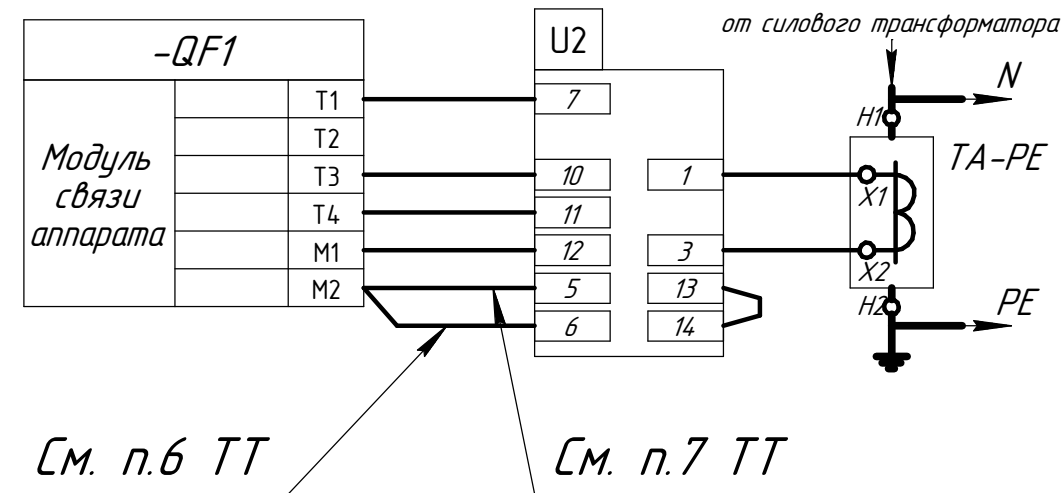 -QF1
U2
от силового трансформатора
N
T1
7
H1
T2
TA-PE
Модуль
связи
аппарата
T3
10
1
X1
T4
11
M1
12
3
X2
M2
5
13
H2
PE
6
14
См. п.6 ТТ
См. п.7 ТТ